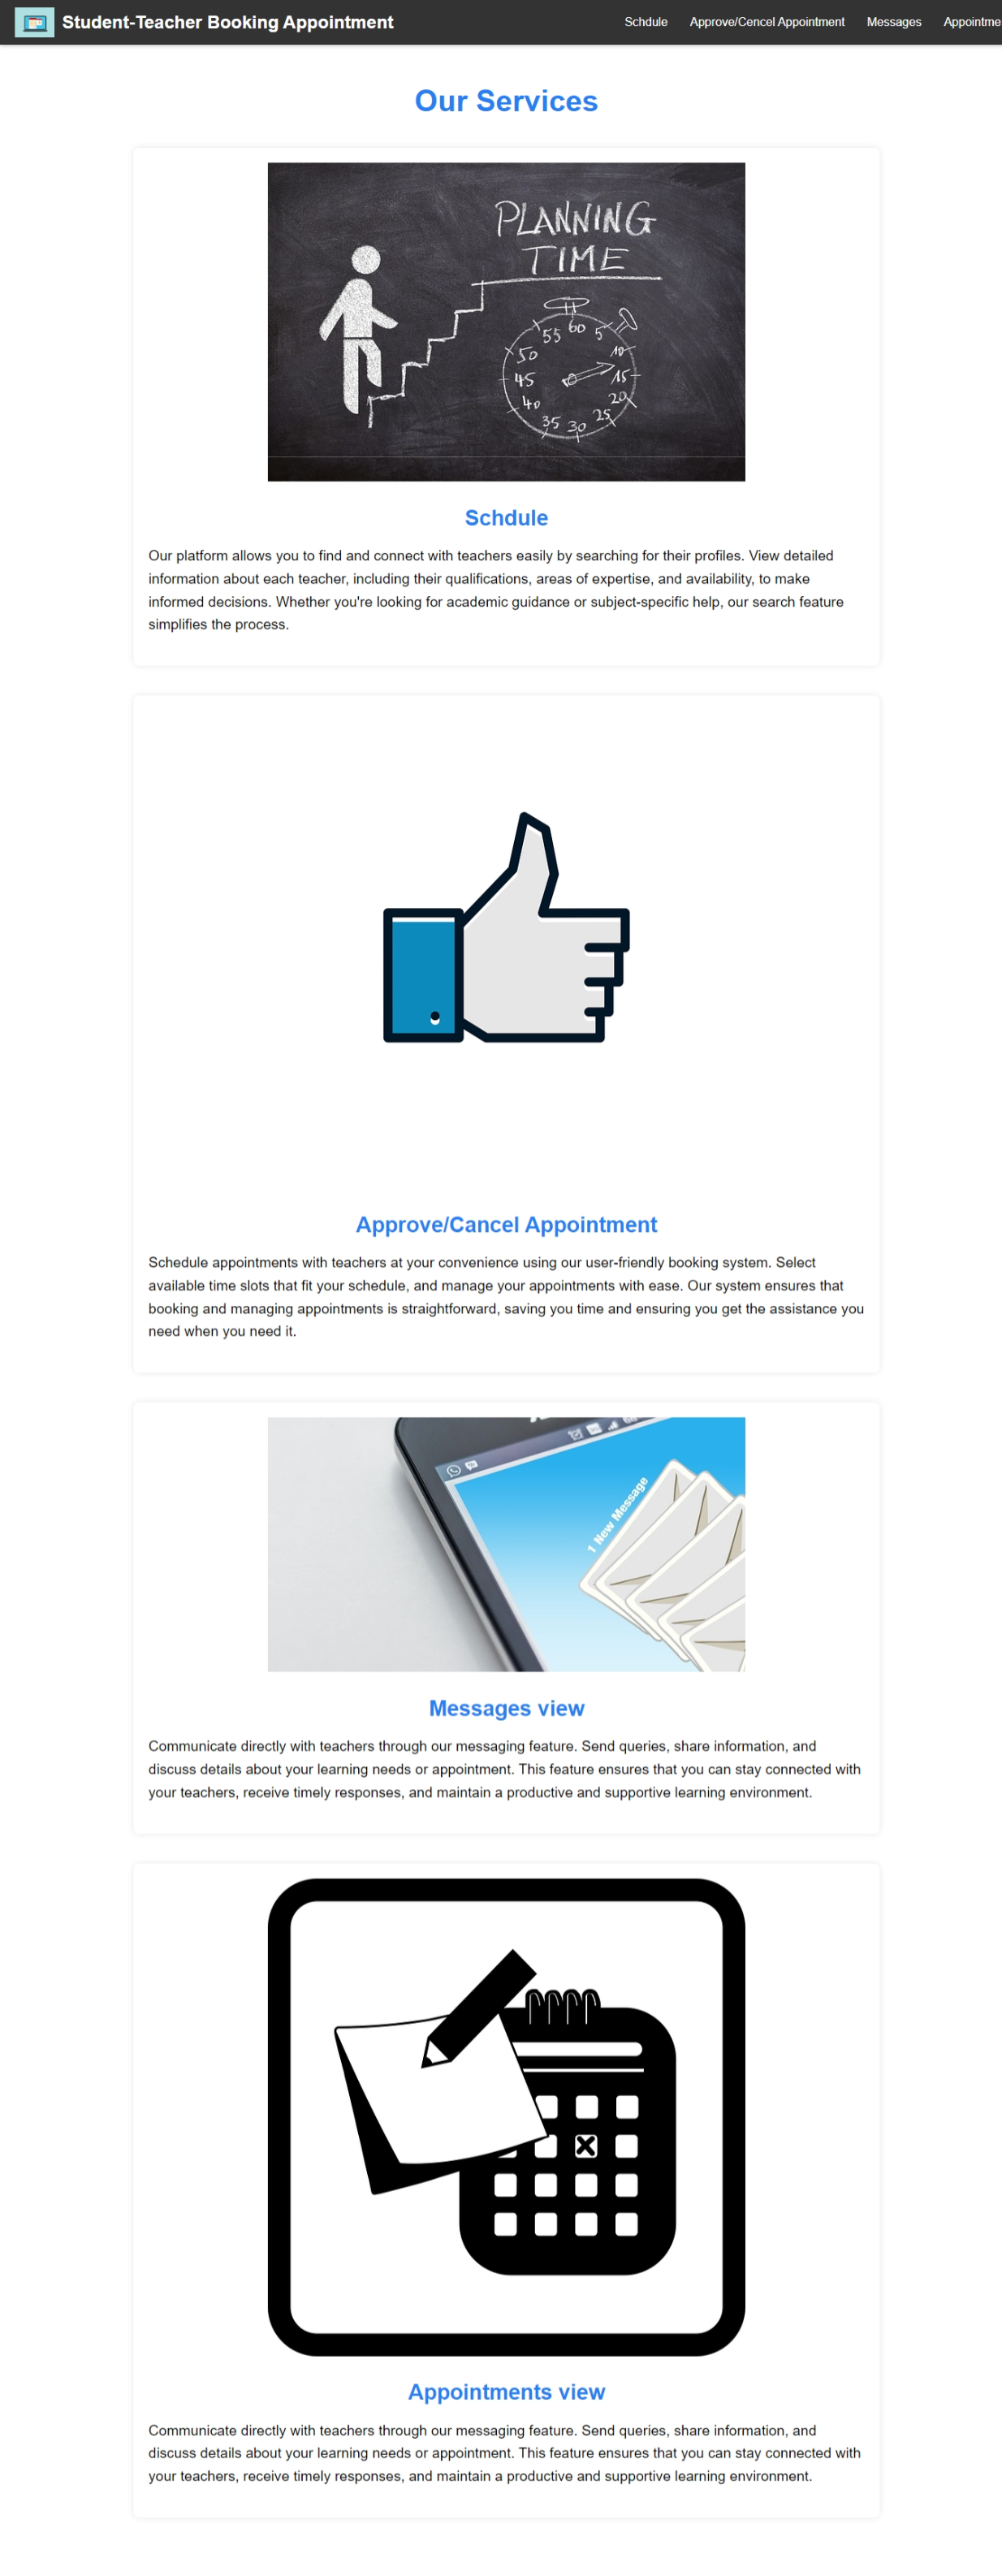 Student-Teacher Booking Appointment
Schdule
Approve/Cencel Appointment
Messages
Appointme
Our Services
PLANNING
TIME
60
55
5
50
10
45
15
40
20
35
30
25
Schdule
Our platform allows you to find and connect with teachers easily by searching for their profiles. View detailed
information about each teacher, including their qualifications, areas of expertise, and availability, to make
informed decisions. Whether you're looking for academic guidance or subject-specific help, our search feature
simplifies the process.
Approve/Cancel Appointment
Schedule appointments with teachers at your convenience using our user-friendly booking system. Select
available time slots that fit your schedule, and manage your appointments with ease. Our system ensures that
booking and managing appointments is straightforward, saving you time and ensuring you get the assistance you
need when you need it.
1 New Message
Messages view
Communicate directly with teachers through our messaging feature. Send queries, share information, and
discuss details about your learning needs or appointment. This feature ensures that you can stay connected with
your teachers, receive timely responses, and maintain a productive and supportive learning environment.
Appointments view
Communicate directly with teachers through our messaging feature. Send queries, share information, and
discuss details about your learning needs or appointment. This feature ensures that you can stay connected with
your teachers, receive timely responses, and maintain a productive and supportive learning environment.